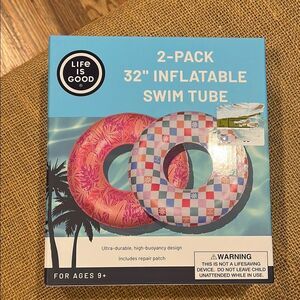 LIFE
IS
GOOD
®
2-PACK
32" INFLATABLE
SWIM TUBE
Ultra-durable, high-buoyancy design
Includes repair patch
FOR AGES 9+
⚠WARNING
THIS IS NOT A LIFESAVING
DEVICE. DO NOT LEAVE CHILD
UNATTENDED WHILE IN USE.